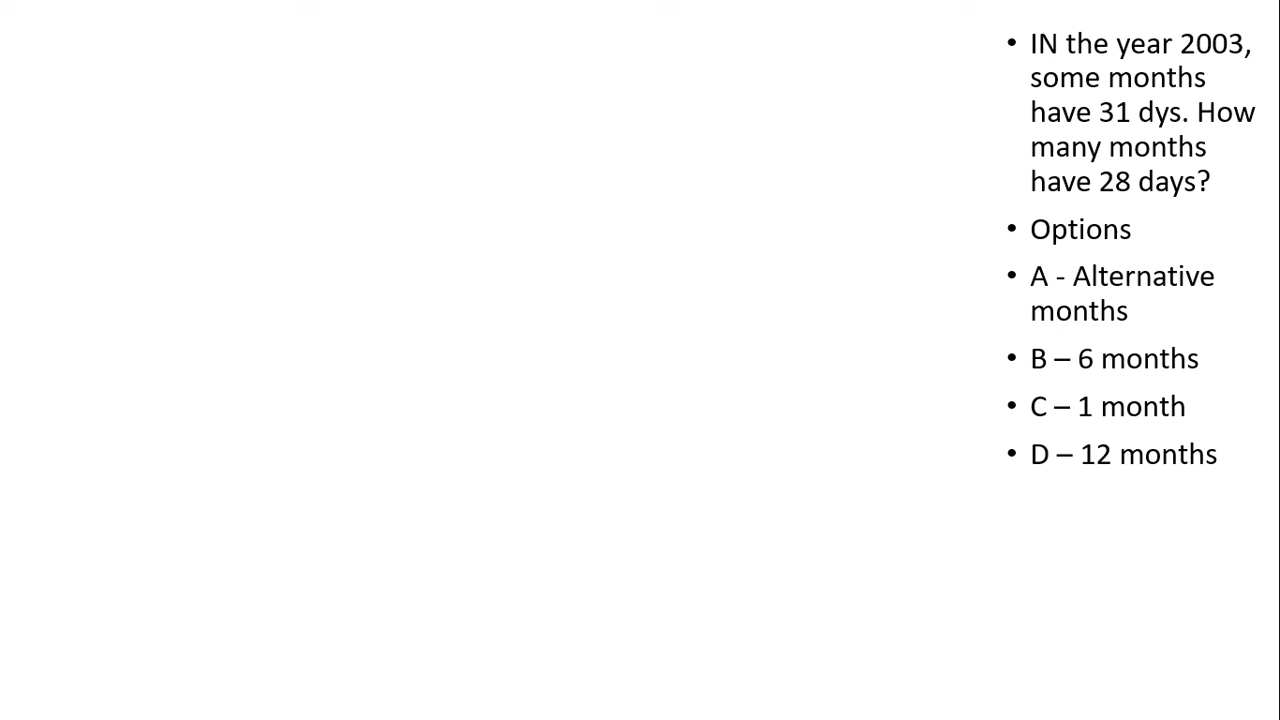 • IN the year 2003,
some months
have 31 dys. How
many months
have 28 days?
• Options
• A - Alternative
months
• B – 6 months
• C – 1 month
• D – 12 months